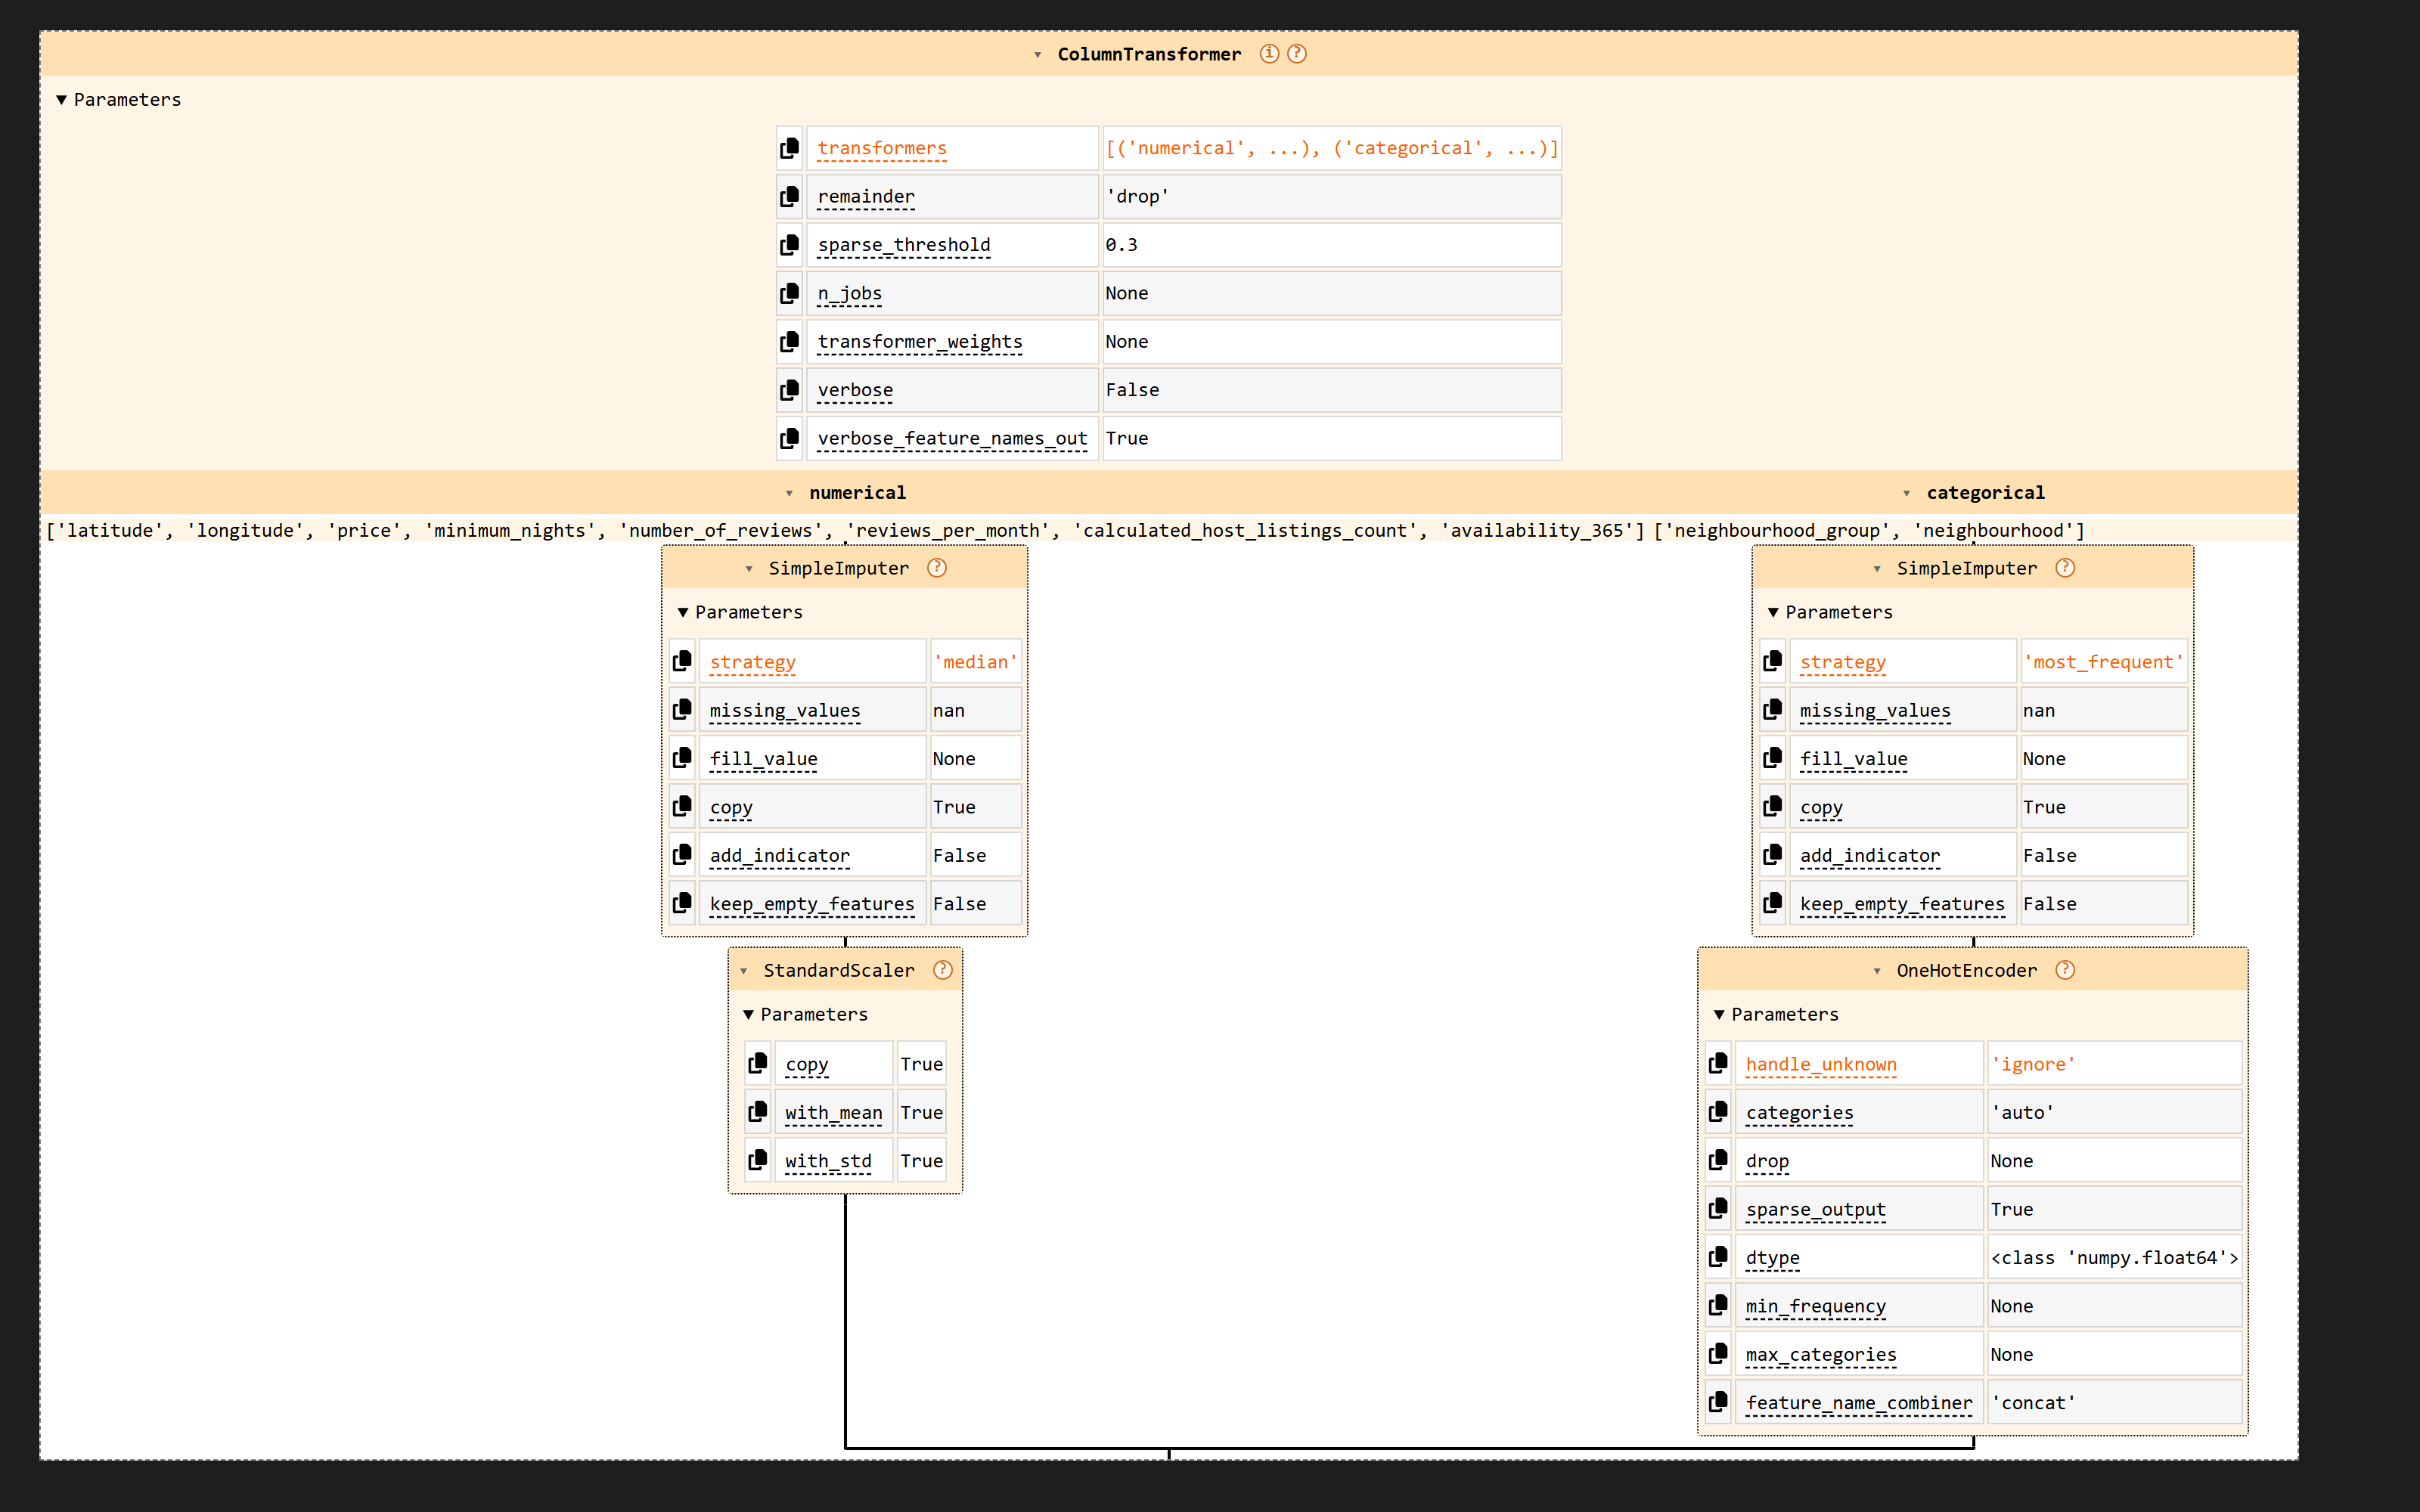 ColumnTransformer i ?
Parameters
transformers [('numerical', ...), ('categorical', ...)]
remainder 'drop'
sparse_threshold 0.3
n_jobs None
transformer_weights None
verbose False
verbose_feature_names_out True
numerical categorical
['latitude', 'longitude', 'price', 'minimum_nights', 'number_of_reviews', 'reviews_per_month', 'calculated_host_listings_count', 'availability_365'] ['neighbourhood_group', 'neighbourhood']
SimpleImputer ?
Parameters
strategy 'median'
missing_values nan
fill_value None
copy True
add_indicator False
keep_empty_features False
StandardScaler ?
Parameters
copy True
with_mean True
with_std True
SimpleImputer ?
Parameters
strategy 'most_frequent'
missing_values nan
fill_value None
copy True
add_indicator False
keep_empty_features False
OneHotEncoder ?
Parameters
handle_unknown 'ignore'
categories 'auto'
drop None
sparse_output True
dtype <class 'numpy.float64'>
min_frequency None
max_categories None
feature_name_combiner 'concat'